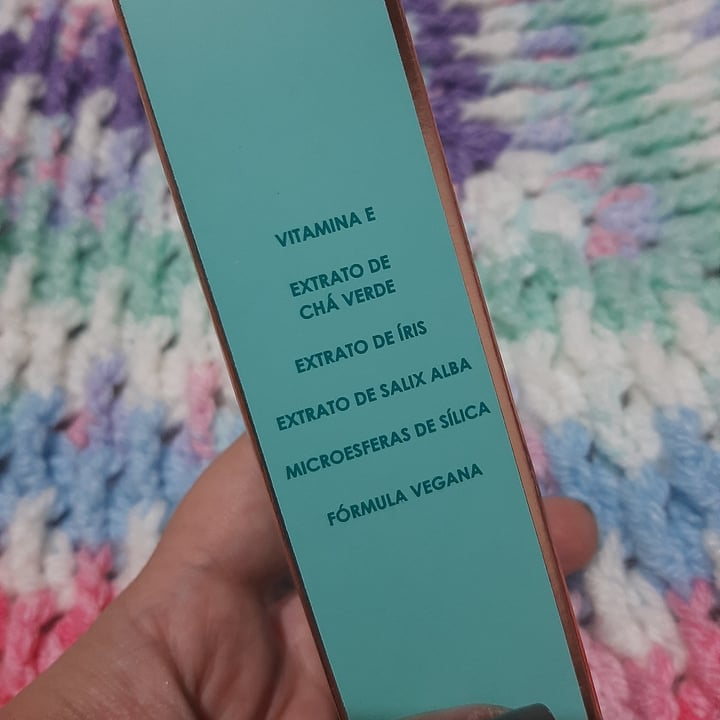 VITAMINA E
EXTRATO DE
CHÁ VERDE
EXTRATO DE ÍRIS
EXTRATO DE SALIX ALBA
MICROESFERAS DE SÍLICA
FÓRMULA VEGANA